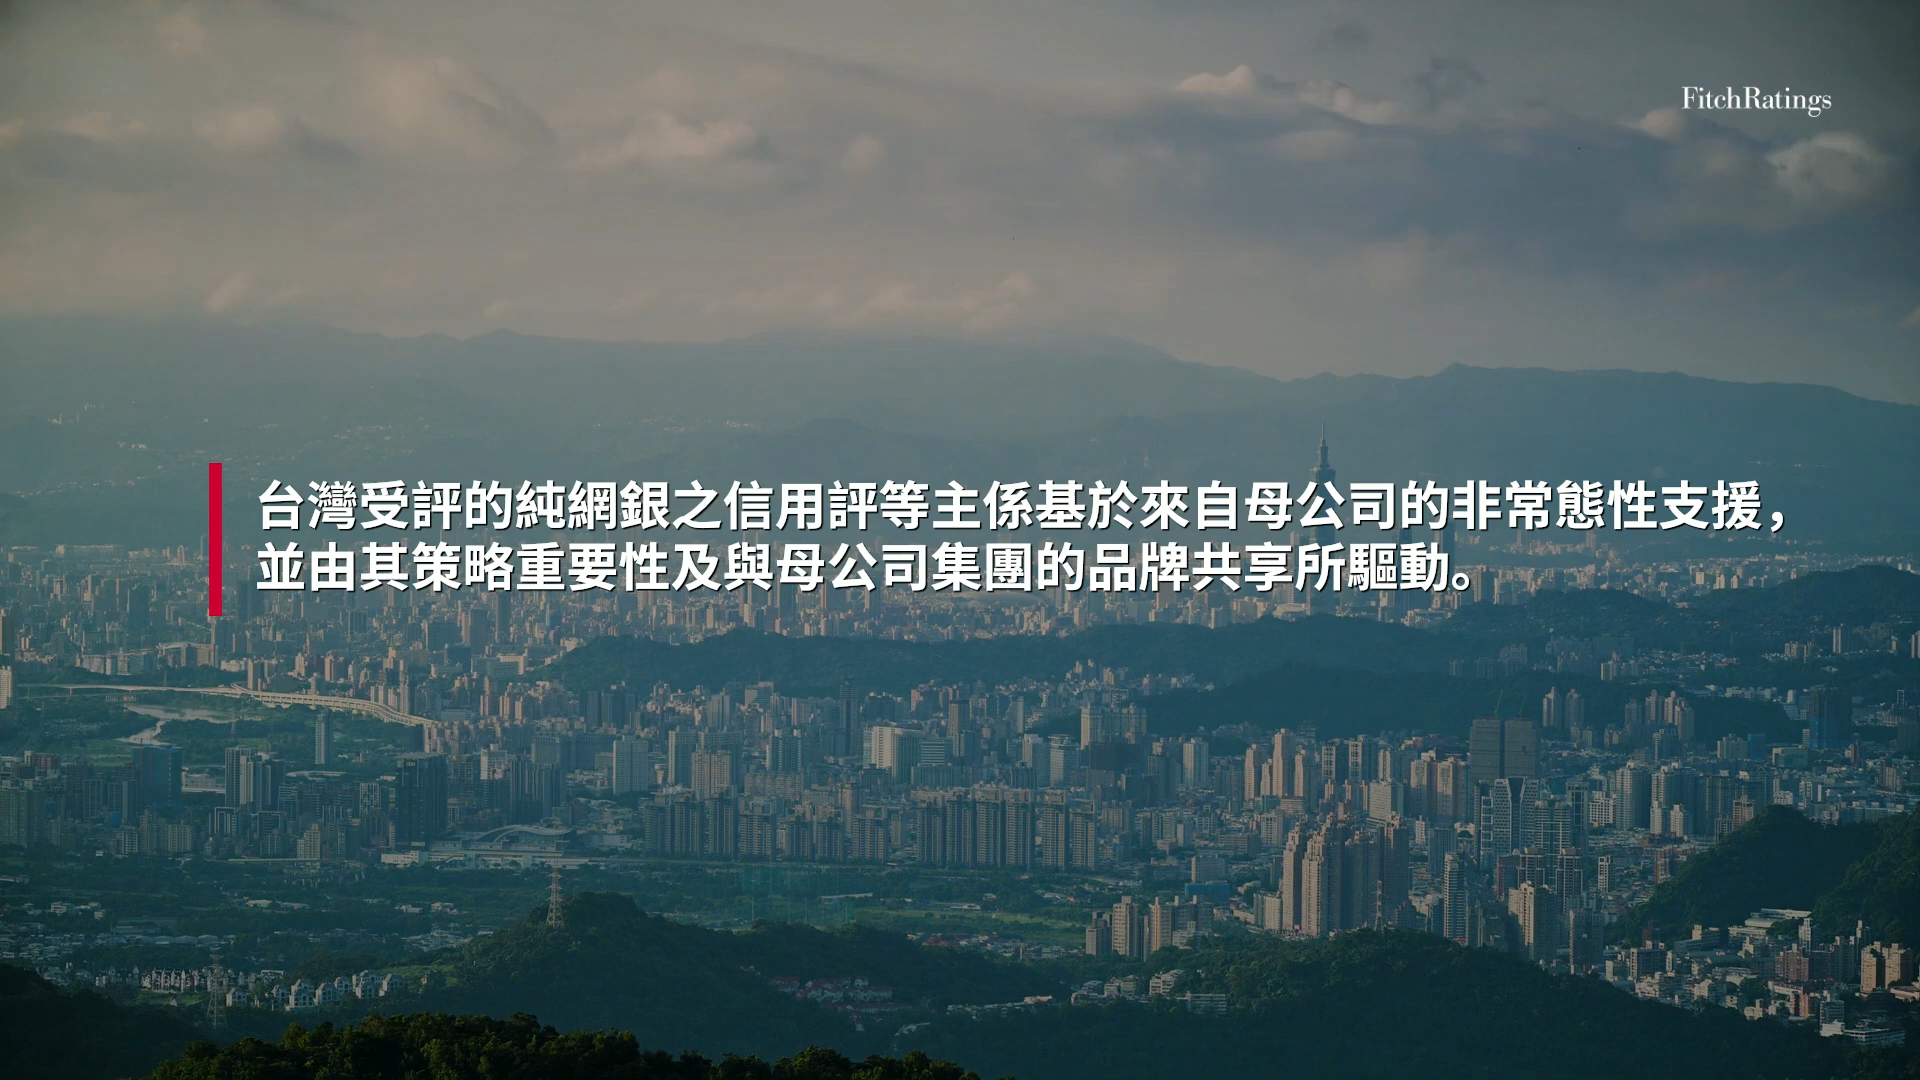 FitchRatings
台灣受評的純網銀之信用評等主係基於來自母公司的非常態性支援，
並由其策略重要性及與母公司集團的品牌共享所驅動。